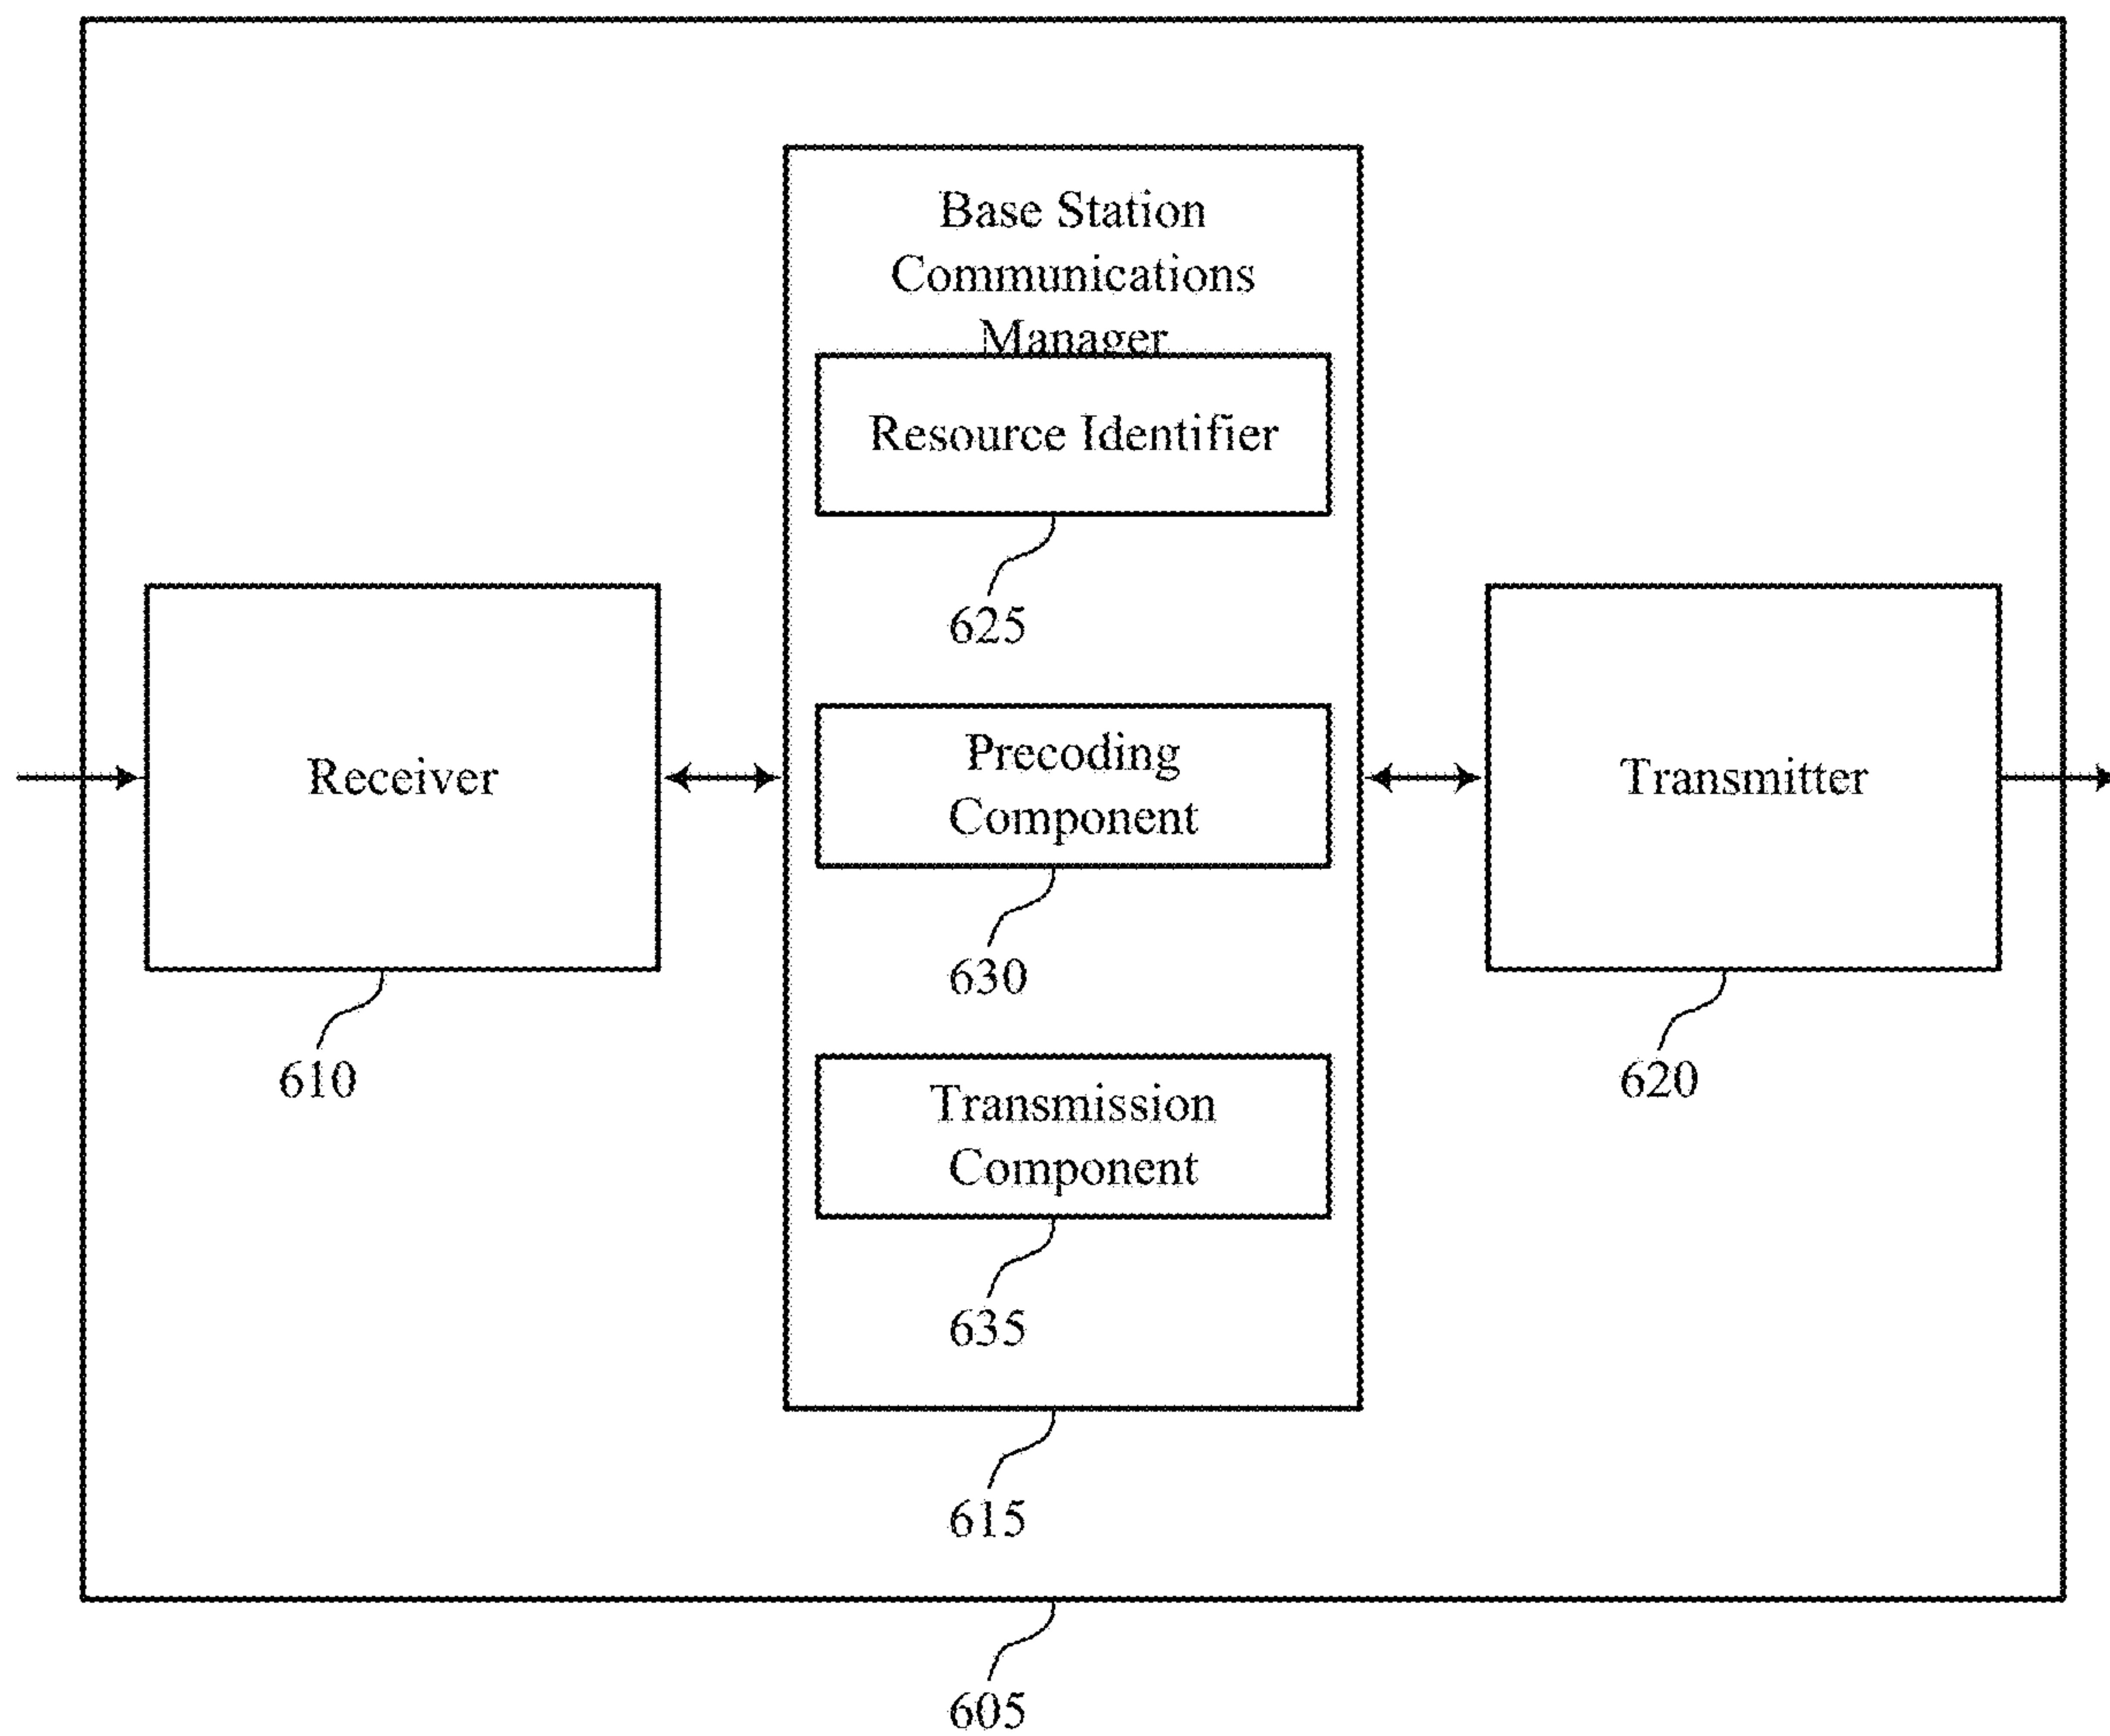 Base Station
Communications
Manager
Resource Identifier
625
Receiver
Precoding
Component
Transmitter
630
610
620
Transmission
Component
635
615
605